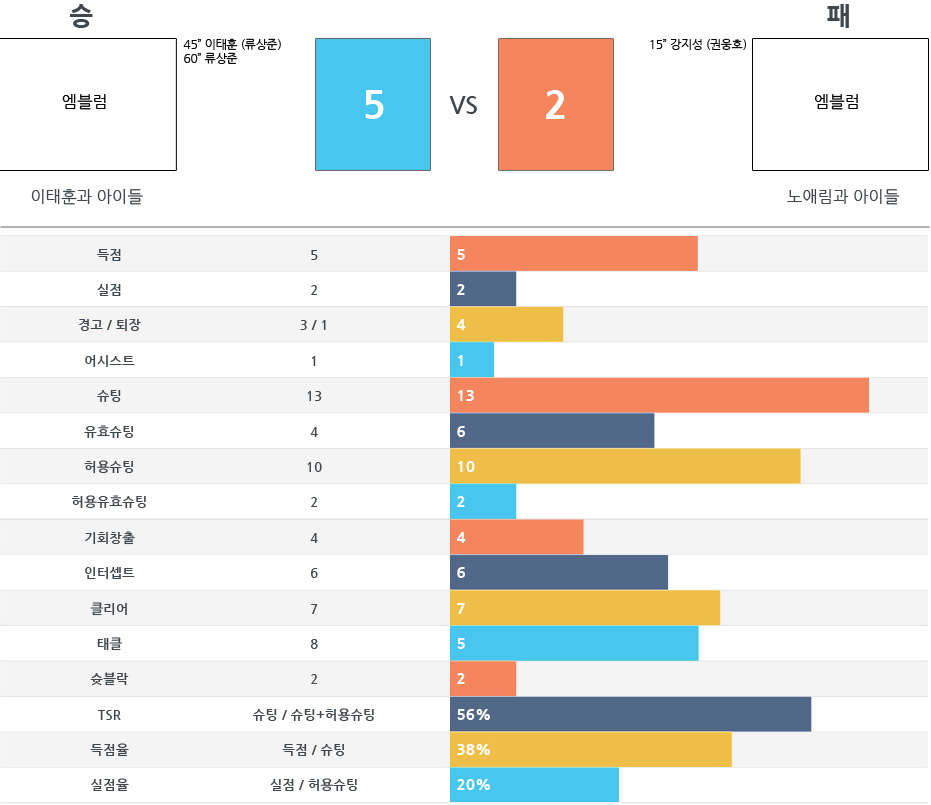 승
패
엠블럼
45” 이태훈 (류상준)
60” 류상준
5
VS
2
15” 강지성 (권웅호)
엠블럼
이태훈과 아이들
노애림과 아이들
득점 5 5
실점 2 2
경고 / 퇴장 3 / 1 4
어시스트 1 1
슈팅 13 13
유효슈팅 4 6
허용슈팅 10 10
허용유효슈팅 2 2
기회창출 4 4
인터셉트 6 6
클리어 7 7
태클 8 5
슛블락 2 2
TSR 슈팅 / 슈팅+허용슈팅 56%
득점율 득점 / 슈팅 38%
실점율 실점 / 허용슈팅 20%